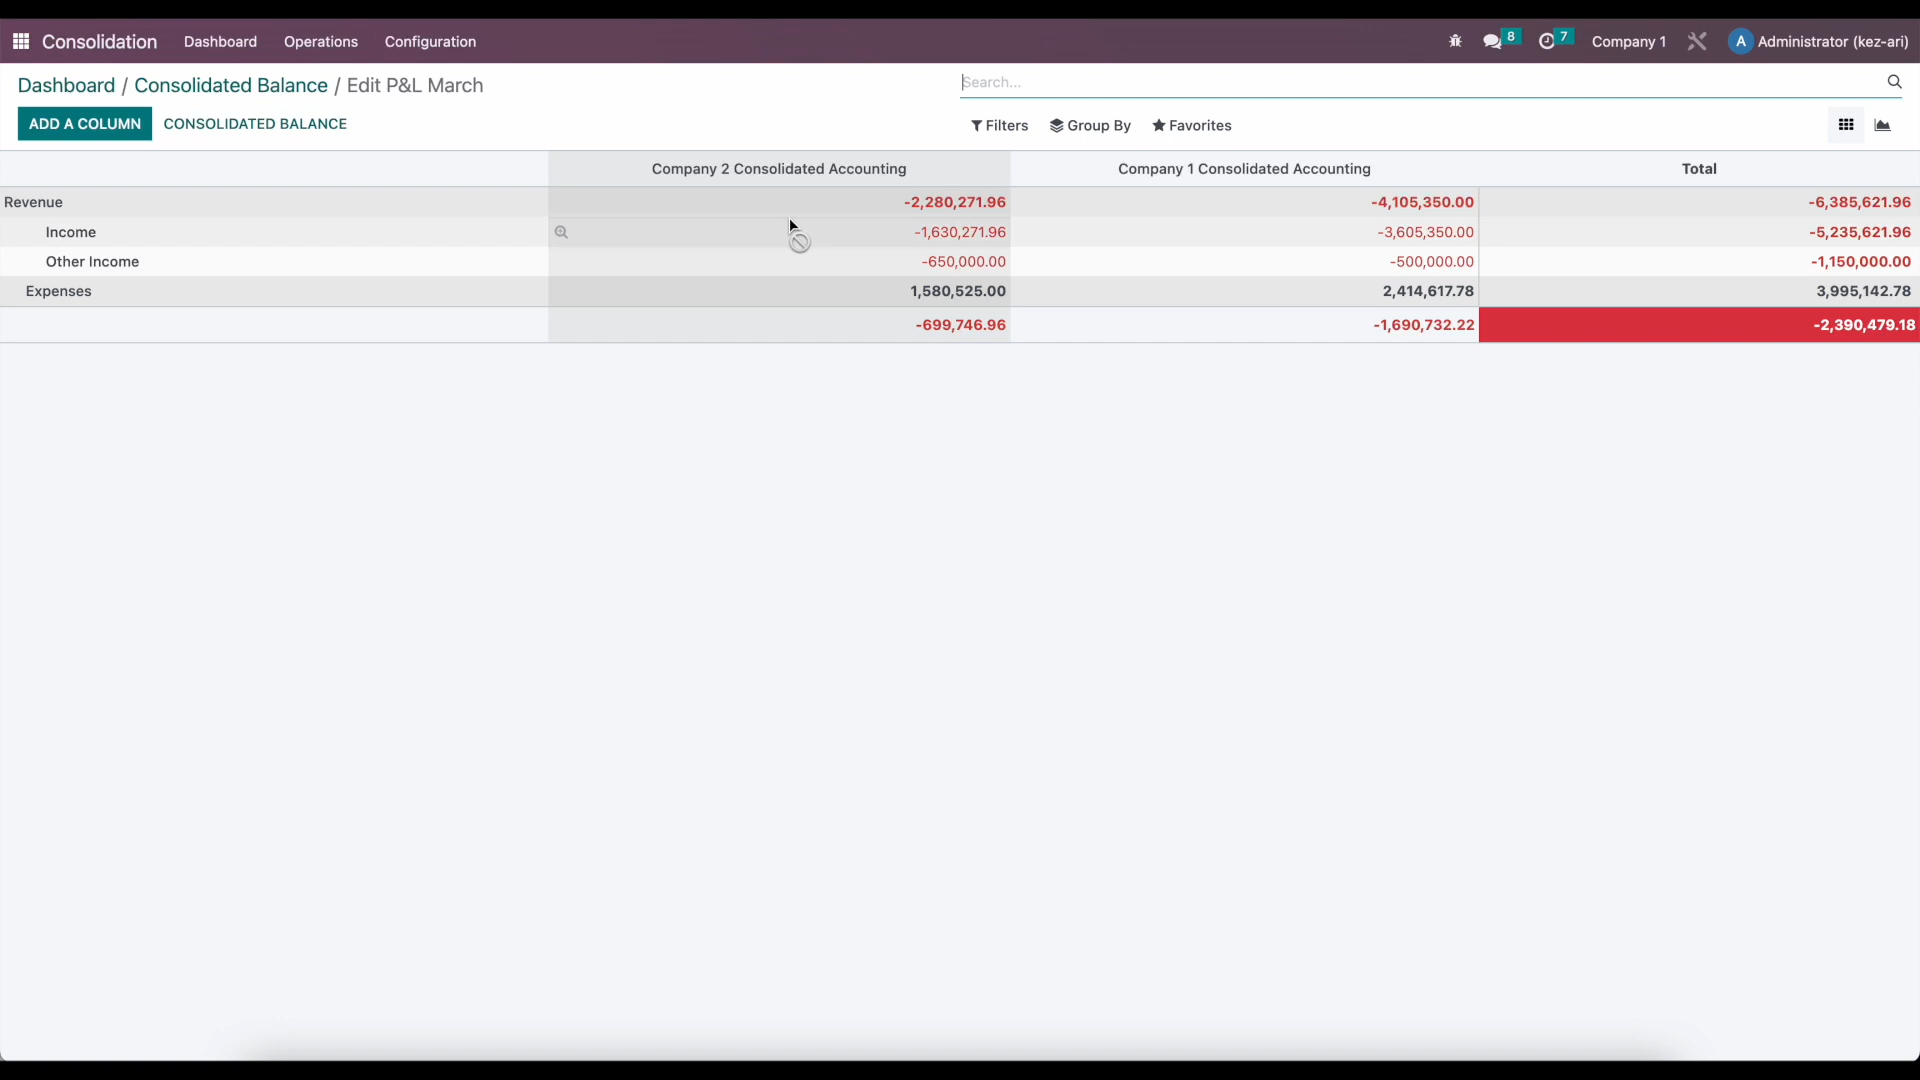 Consolidation Dashboard Operations Configuration 8 7 Company 1 A Administrator (kez-ari)
Dashboard / Consolidated Balance / Edit P&L March Search...
ADD A COLUMN CONSOLIDATED BALANCE Filters Group By Favorites
Company 2 Consolidated Accounting Company 1 Consolidated Accounting Total
Revenue -2,280,271.96 -4,105,350.00 -6,385,621.96
Income -1,630,271.96 -3,605,350.00 -5,235,621.96
Other Income -650,000.00 -500,000.00 -1,150,000.00
Expenses 1,580,525.00 2,414,617.78 3,995,142.78
-699,746.96 -1,690,732.22 -2,390,479.18